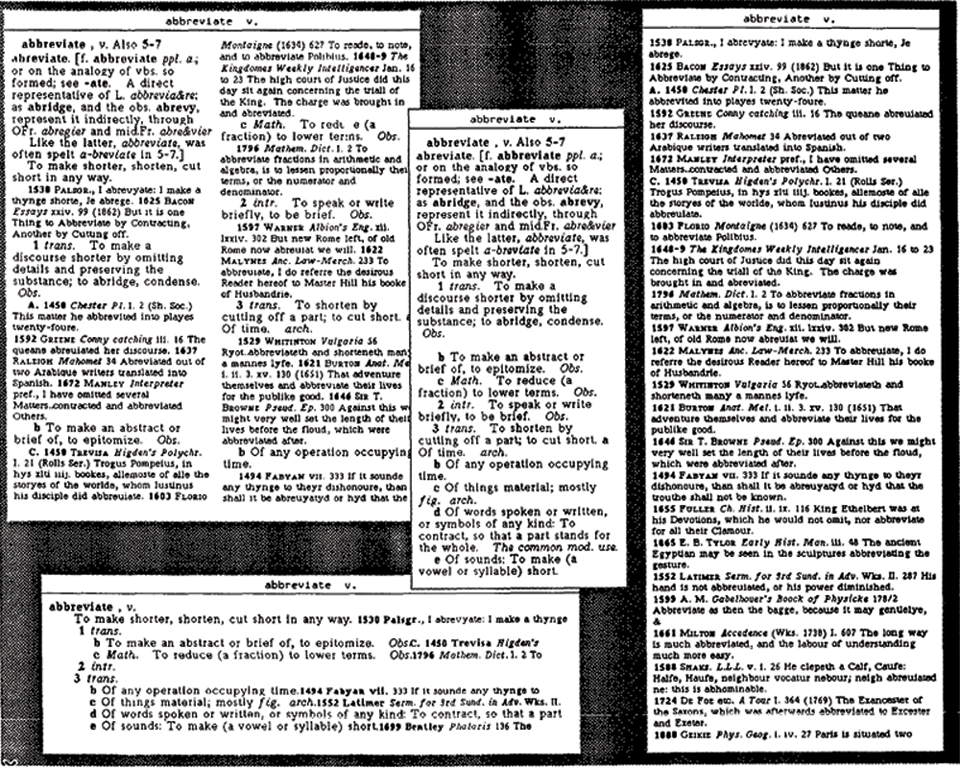 abbreviate v.
abbreviate , v. Also 5-7
abreviate. [f. abbreviate ppl. a.;
or on the analogy of vbs. so
formed; see -ate. A direct
representative of L. abbrevia&re:
as abridge, and the obs. abrevy,
represent it indirectly, through
OFr. abregier and mid.Fr. abre&vier
Like the latter, abbreviate, was
often spelt a-breviate in 5-7.]
To make shorter, shorten, cut
short in any way.
1530 PALSGR., I abrevyate: I make a
thynge shorte, Je abrege. 1625 BACON
Essays xxiv. 99 (1862) But it is one
Thing to Abbreviate by Contracting,
Another by Cutting off.
1 trans. To make a
discourse shorter by omitting
details and preserving the
substance; to abridge, condense.
Obs.
A. 1450 Chester Pl. I. 2 (Sh. Soc.)
This matter he abbrevited into playes
twenty-foure.
1592 GREENE Conny catching iii. 16 The
queane abreuiated her discourse. 1637
RALEIGH Mahomet 34 Abreviated out of
two Arabique writers translated into
Spanish. 1672 MANLEY Interpreter
pref., I have omitted several
Matters..contracted and abbreviated
Others.
b To make an abstract or
brief of, to epitomize. Obs.
C. 1450 TREVISA Higden's Polychr.
I. 21 (Rolls Ser.) Trogus Pompeius, in
hys xlti iiij. bookes, allemoste of alle the
storyes of the worlde, whom Iustinus
his disciple did abbreuiate. 1603 FLORIO
Montaigne (1634) 627 To reade, to note,
and to abbreviate Polibius. 1648-9 The
Kingdomes Weekly Intelligencer Jan. 16
to 23 The high court of Justice did this
day sit again concerning the triall of
the King. The charge was brought in
and abreviated.
c Math. To redu e (a
fraction) to lower terms. Obs.
1796 Mathem. Dict. I. 2 To
abbreviate fractions in arithmetic and
algebra, is to lessen proportionally their
terms, or the numerator and
denominator.
2 intr. To speak or write
briefly, to be brief. Obs.
1597 WARNER Albion's Eng. xii.
lxxiv. 302 But new Rome left, of old
Rome now abreuiat we will. 1622
MALYNES Anc. Law-Merch. 233 To
abbreuiate, I do referre the desirous
Reader hereof to Master Hill his booke
of Husbandrie.
3 trans. To shorten by
cutting off a part; to cut short.
Of time. arch.
1529 WHITINTON Vulgaria 56
Ryot..abbreviateth and shorteneth many
a mannes lyfe. 1621 BURTON Anat. Me
I. ii. 3. xv. 130 (1651) That adventure
themselves and abbreviate their lives
for the publike good. 1646 SIR T.
BROWNE Pseud. Ep. 300 Against this we
might very well set the length of their
lives before the floud, which were
abbreviated after.
b Of any operation occupying
time.
1494 FABYAN VII. 333 If it sounde
any thynge to theyr dishonoure, than
shall it be abreuyatyd or hyd that the
abbreviate v.
abbreviate , v. Also 5-7
abreviate. [f. abbreviate ppl. a.;
or on the analogy of vbs. so
formed; see -ate. A direct
representative of L. abbrevia&re:
as abridge, and the obs. abrevy,
represent it indirectly, through
OFr. abregier and mid.Fr. abre&vier
Like the latter, abbreviate, was
often spelt a-breviate in 5-7.]
To make shorter, shorten, cut
short in any way.
1 trans. To make a
discourse shorter by omitting
details and preserving the
substance; to abridge, condense.
Obs.
b To make an abstract or
brief of, to epitomize. Obs.
c Math. To reduce (a
fraction) to lower terms. Obs.
2 intr. To speak or write
briefly, to be brief. Obs.
3 trans. To shorten by
cutting off a part; to cut short. a
Of time. arch.
b Of any operation occupying
time.
c Of things material; mostly
fig. arch.
d Of words spoken or written,
or symbols of any kind: To
contract, so that a part stands for
the whole. The common mod. use.
e Of sounds: To make (a
vowel or syllable) short.
abbreviate v.
1530 PALSGR., I abrevyate: I make a thynge shorte, Je
abrege.
1625 BACON Essays xxiv. 99 (1862) But it is one Thing to
Abbreviate by Contracting, Another by Cutting off.
A. 1450 Chester Pl. I. 2 (Sh. Soc.) This matter he
abbrevited into playes twenty-foure.
1592 GREENE Conny catching iii. 16 The queane abreuiated
her discourse.
1637 RALEIGH Mahomet 34 Abreviated out of two
Arabique writers translated into Spanish.
1672 MANLEY Interpreter pref., I have omitted several
Matters..contracted and abbreviated Others.
C. 1450 TREVISA Higden's Polychr. I. 21 (Rolls Ser.)
Trogus Pompeius, in hys xlti iiij. bookes, allemoste of alle
the storyes of the worlde, whom Iustinus his disciple did
abbreuiate.
1603 FLORIO Montaigne (1634) 627 To reade, to note, and
to abbreviate Polibius.
1648-9 The Kingdomes Weekly Intelligencer Jan. 16 to 23
The high court of Justice did this day sit again
concerning the triall of the King. The charge was
brought in and abreviated.
1796 Mathem. Dict. I. 2 To abbreviate fractions in
arithmetic and algebra, is to lessen proportionally their
terms, or the numerator and denominator.
1597 WARNER Albion's Eng. xii. lxxiv. 302 But new Rome
left, of old Rome now abreuiat we will.
1622 MALYNES Anc. Law-Merch. 233 To abbreuiate, I do
referre the desirous Reader hereof to Master Hill his booke
of Husbandrie.
1529 WHITINTON Vulgaria 56 Ryot..abbreviateth and
shorteneth many a mannes lyfe.
1621 BURTON Anat. Mel. I. ii. 3. xv. 130 (1651) That
adventure themselves and abbreviate their lives for the
publike good.
1646 SIR T. BROWNE Pseud. Ep. 300 Against this we might
very well set the length of their lives before the floud,
which were abbreviated after.
1494 FABYAN VII. 333 If it sounde any thynge to theyr
dishonoure, than shall it be abreuyatyd or hyd that the
trouthe shall not be known.
1655 FULLER Ch. Hist. II. ix. 116 King Ethelbert was at
his Devotions, which he would not omit, nor abbreviate
for all their Clamour.
1865 E. B. TYLOR Early Hist. Man. iii. 48 The ancient
Egyptian may be seen in the sculptures abbreviating the
gesture.
1552 LATIMER Serm. for 3rd Sund. in Adv. Wks. II. 287 His
hand is not abbreuiated, or his power diminished.
1599 A. M. Gabelhouer's Boock of Physicke 178/2
Abbreviate as then the bagge, because it may gentlelye,
&
1661 MILTON Accedence (Wks. 1738) I. 607 The long way
is much abbreviated, and the labour of understanding
much more easy.
1588 SHAKS. L.L.L. v. i. 26 He clepeth a Calf, Caufe:
Halfe, Haufe, neighbour vocatur nebour; neigh abreuiated
ne: this is abhominable.
1724 DE FOE etc. A Tour I. 364 (1769) The Exancester of
the Saxons, which was afterwards abbreviated to Excester
and Exeter.
1880 GEIKIE Phys. Geog. I. iv. 27 Paris is situated two
abbreviate v.
abbreviate , v.
To make shorter, shorten, cut short in any way. 1530 Palsgr., I abrevyate: I make a thynge
1 trans.
b To make an abstract or brief of, to epitomize. Obs.C. 1450 Trevisa Higden's
c Math. To reduce (a fraction) to lower terms. Obs.1796 Mathem. Dict. I. 2 To
2 intr.
3 trans.
b Of any operation occupying time.1494 Fabyan vii. 333 If it sounde any thynge to
c Of things material; mostly fig. arch.1552 Latimer Serm. for 3rd Sund. in Adv. Wks. II.
d Of words spoken or written, or symbols of any kind: To contract, so that a part
e Of sounds: To make (a vowel or syllable) short.1699 Bentley Phalaris 136 The